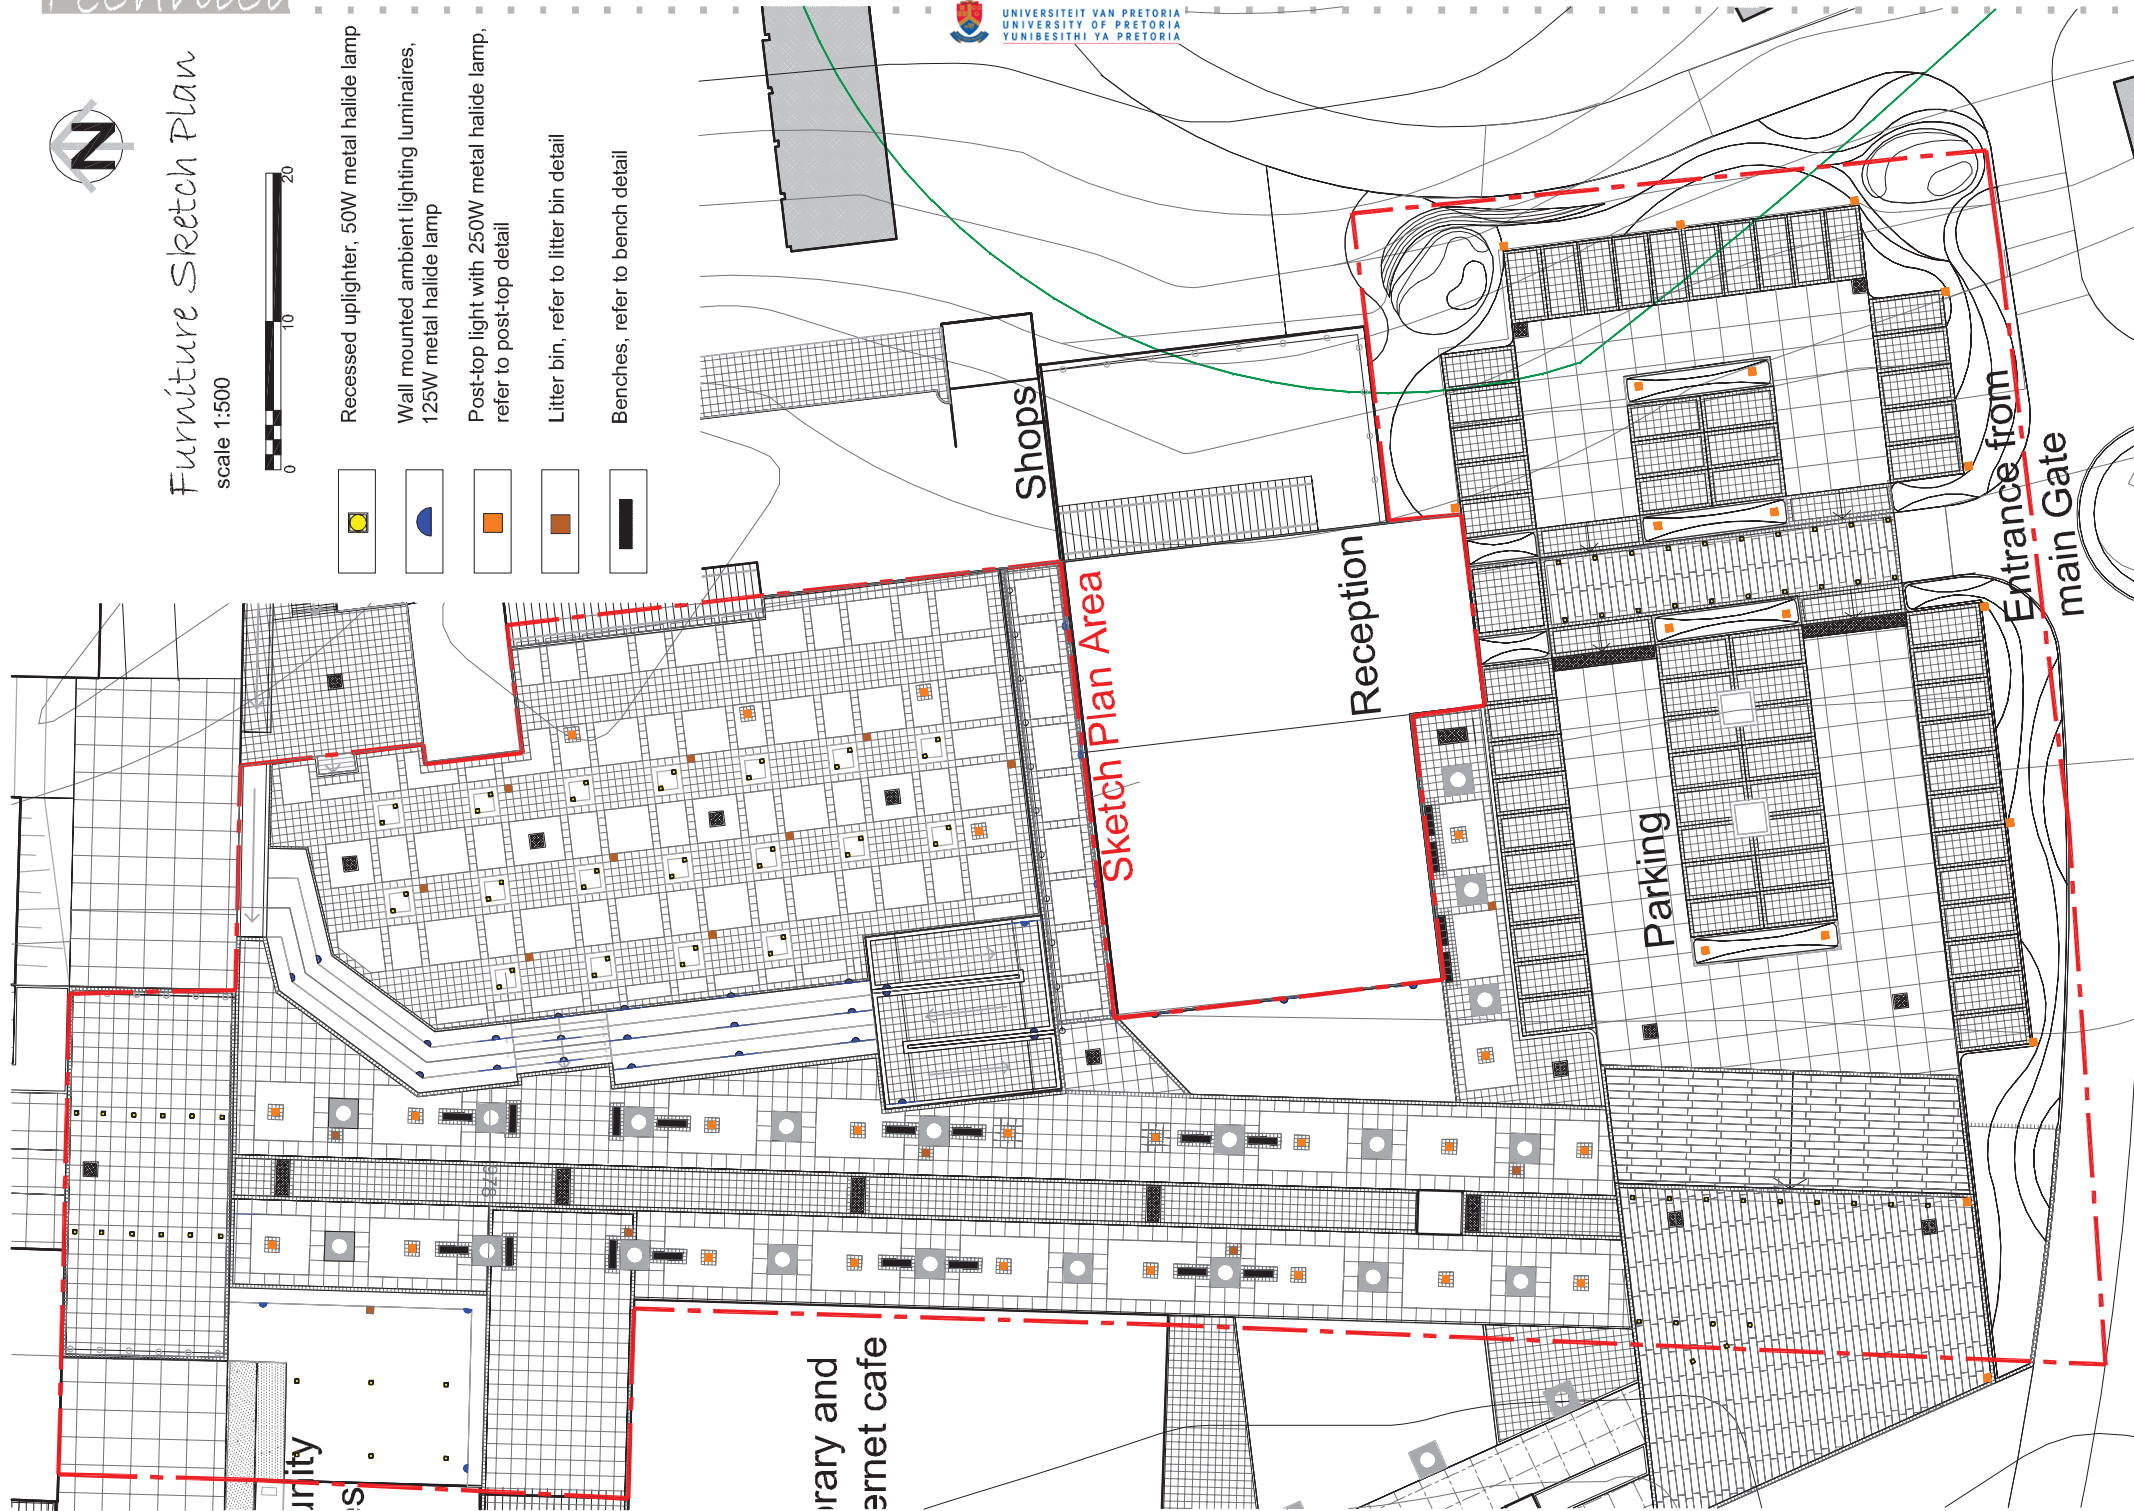 UNIVERSITEIT VAN PRETORIA
UNIVERSITY OF PRETORIA
YUNIBESITHI YA PRETORIA
N
Furniture Sketch Plan
scale 1:500
0 10 20
Recessed uplighter, 50W metal halide lamp
Wall mounted ambient lighting luminaires,
125W metal halide lamp
Post-top light with 250W metal halide lamp,
refer to post-top detail
Litter bin, refer to litter bin detail
Benches, refer to bench detail
Shops
Sketch Plan Area
Reception
Parking
Entrance from
main Gate
rary and
ernet cafe
unity
es